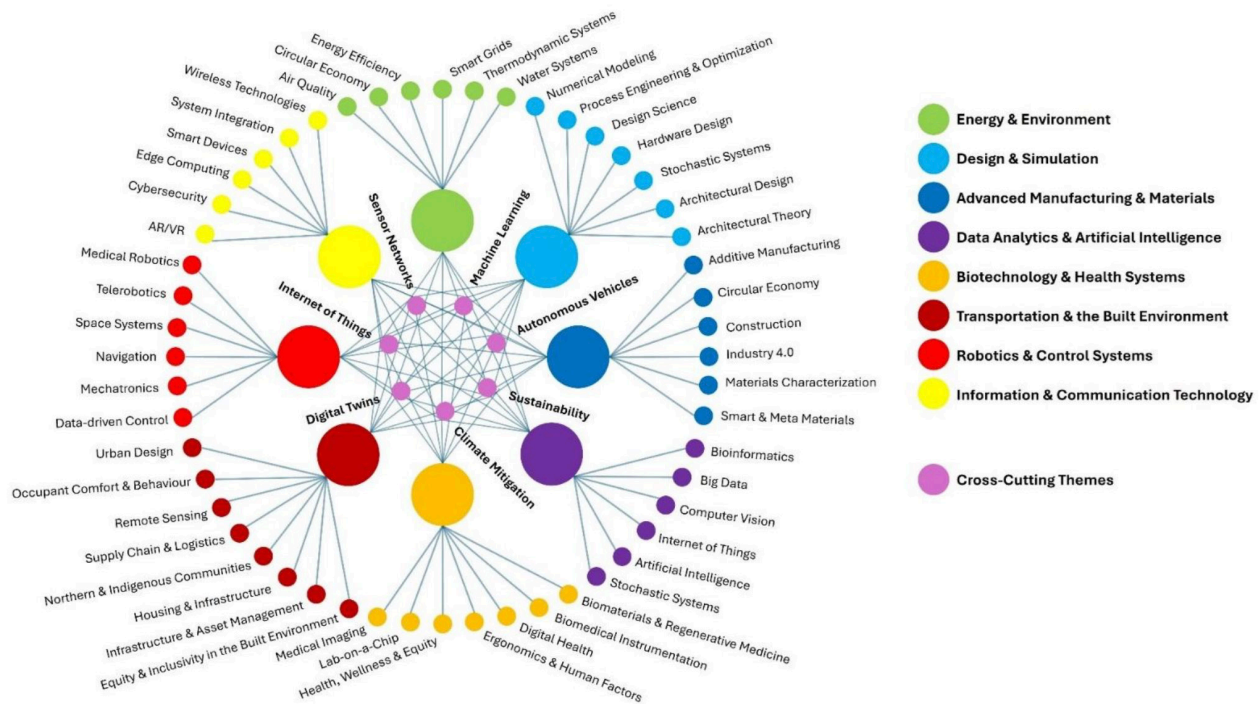 Air Quality
Circular Economy
Energy Efficiency
Smart Grids
Thermodynamic Systems
Water Systems
Numerical Modeling
Process Engineering & Optimization
Design Science
Hardware Design
Stochastic Systems
Architectural Design
Architectural Theory
Additive Manufacturing
Circular Economy
Construction
Industry 4.0
Materials Characterization
Smart & Meta Materials
Bioinformatics
Big Data
Computer Vision
Internet of Things
Artificial Intelligence
Stochastic Systems
Biomaterials & Regenerative Medicine
Biomedical Instrumentation
Digital Health
Ergonomics & Human Factors
Health, Wellness & Equity
Lab-on-a-Chip
Medical Imaging
Equity & Inclusivity in the Built Environment
Infrastructure & Asset Management
Housing & Infrastructure
Northern & Indigenous Communities
Supply Chain & Logistics
Remote Sensing
Occupant Comfort & Behaviour
Urban Design
Data-driven Control
Mechatronics
Navigation
Space Systems
Telerobotics
Medical Robotics
AR/VR
Cybersecurity
Edge Computing
Smart Devices
System Integration
Wireless Technologies
Sensor Networks
Machine Learning
Autonomous Vehicles
Sustainability
Climate Mitigation
Digital Twins
Internet of Things
Energy & Environment
Design & Simulation
Advanced Manufacturing & Materials
Data Analytics & Artificial Intelligence
Biotechnology & Health Systems
Transportation & the Built Environment
Robotics & Control Systems
Information & Communication Technology
Cross-Cutting Themes